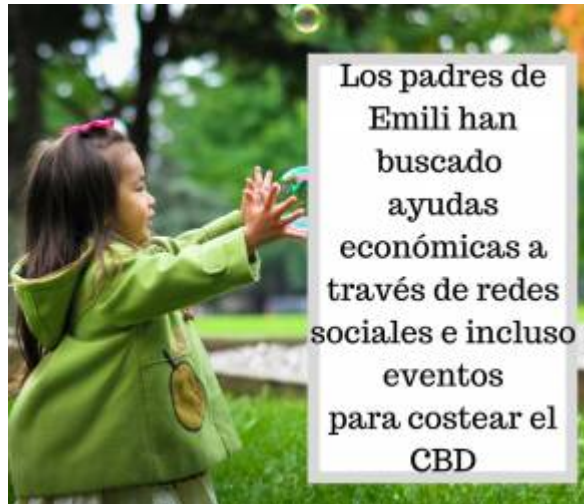 Los padres de
Emili han
buscado
ayudas
económicas a
través de redes
sociales e incluso
eventos
para costear el
CBD